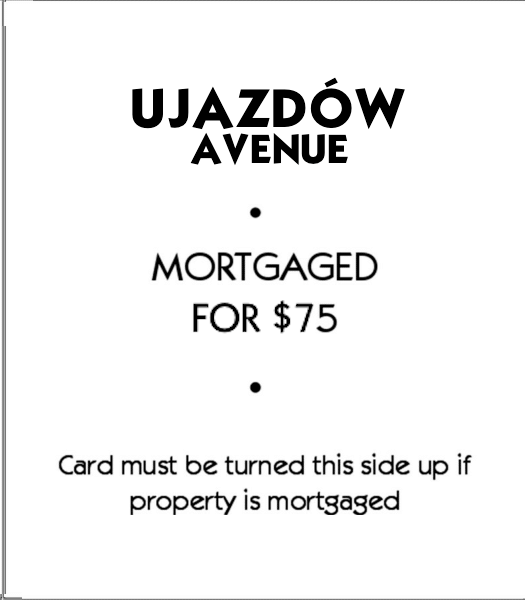 UJAZDÓW
AVENUE
•
MORTGAGED
FOR $75
•
Card must be turned this side up if
property is mortgaged